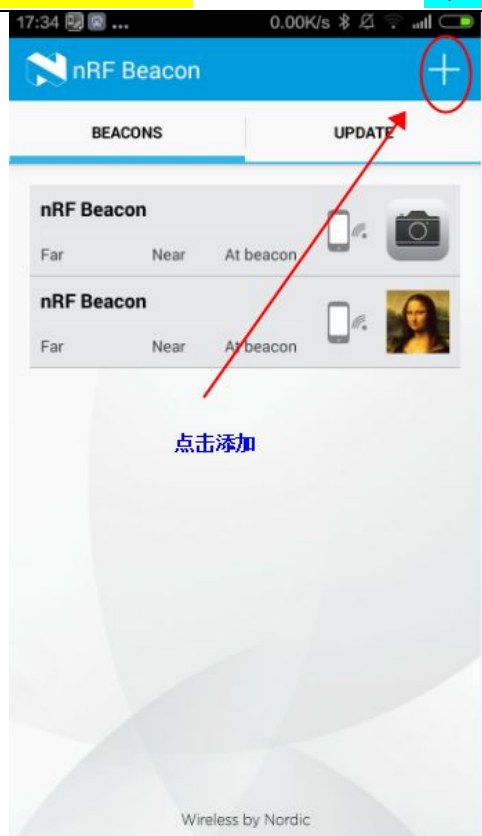 17:34 ... 0.00K/s
nRF Beacon
BEACONS UPDATE
nRF Beacon
Far Near At beacon
nRF Beacon
Far Near At beacon
点击添加
Wireless by Nordic